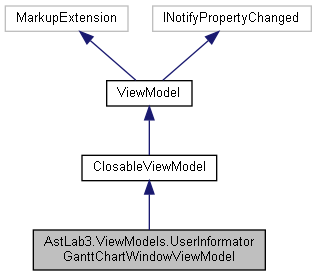 MarkupExtension
INotifyPropertyChanged
ViewModel
ClosableViewModel
AstLab3.ViewModels.UserInformator
GanttChartWindowViewModel